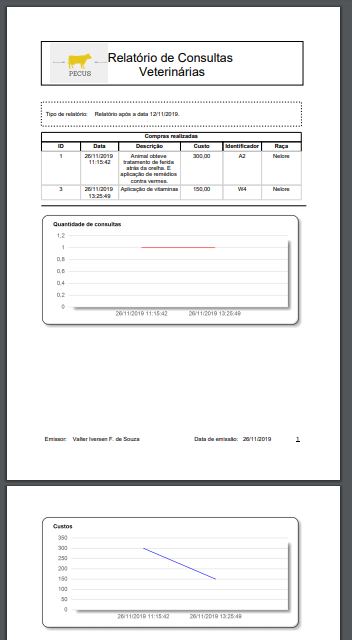 PECUS
Relatório de Consultas
Veterinárias
Tipo de relatório: Relatório após a data 12/11/2019.
Compras realizadas
ID Data Descrição Custo Identificador Raça
1 26/11/2019 Animal obteve 300,00 A2 Nelore
11:15:42 tratamento de ferida
atrás da orelha. E
aplicação de remédios
contra vermes.
3 26/11/2019 Aplicação de vitaminas 150,00 W4 Nelore
13:25:49
Quantidade de consultas
1,2
1
0,8
0,6
0,4
0,2
0
26/11/2019 11:15:42 26/11/2019 13:25:49
Emissor: Valter Iversen F. de Souza Data de emissão: 26/11/2019 1
Custos
350
300
250
200
150
100
50
0
26/11/2019 11:15:42 26/11/2019 13:25:49